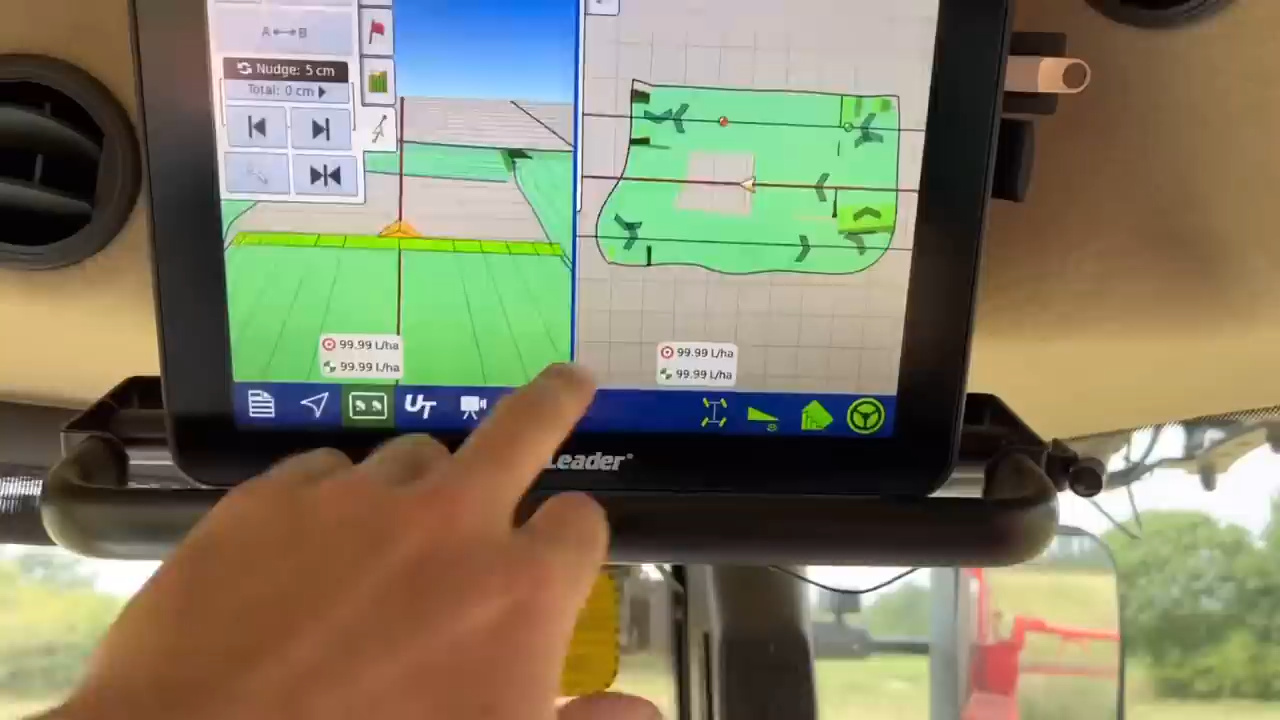 A⟷B
Nudge: 5 cm
Total: 0 cm
99.99 L/ha
99.99 L/ha
99.99 L/ha
99.99 L/ha
UT
Leader